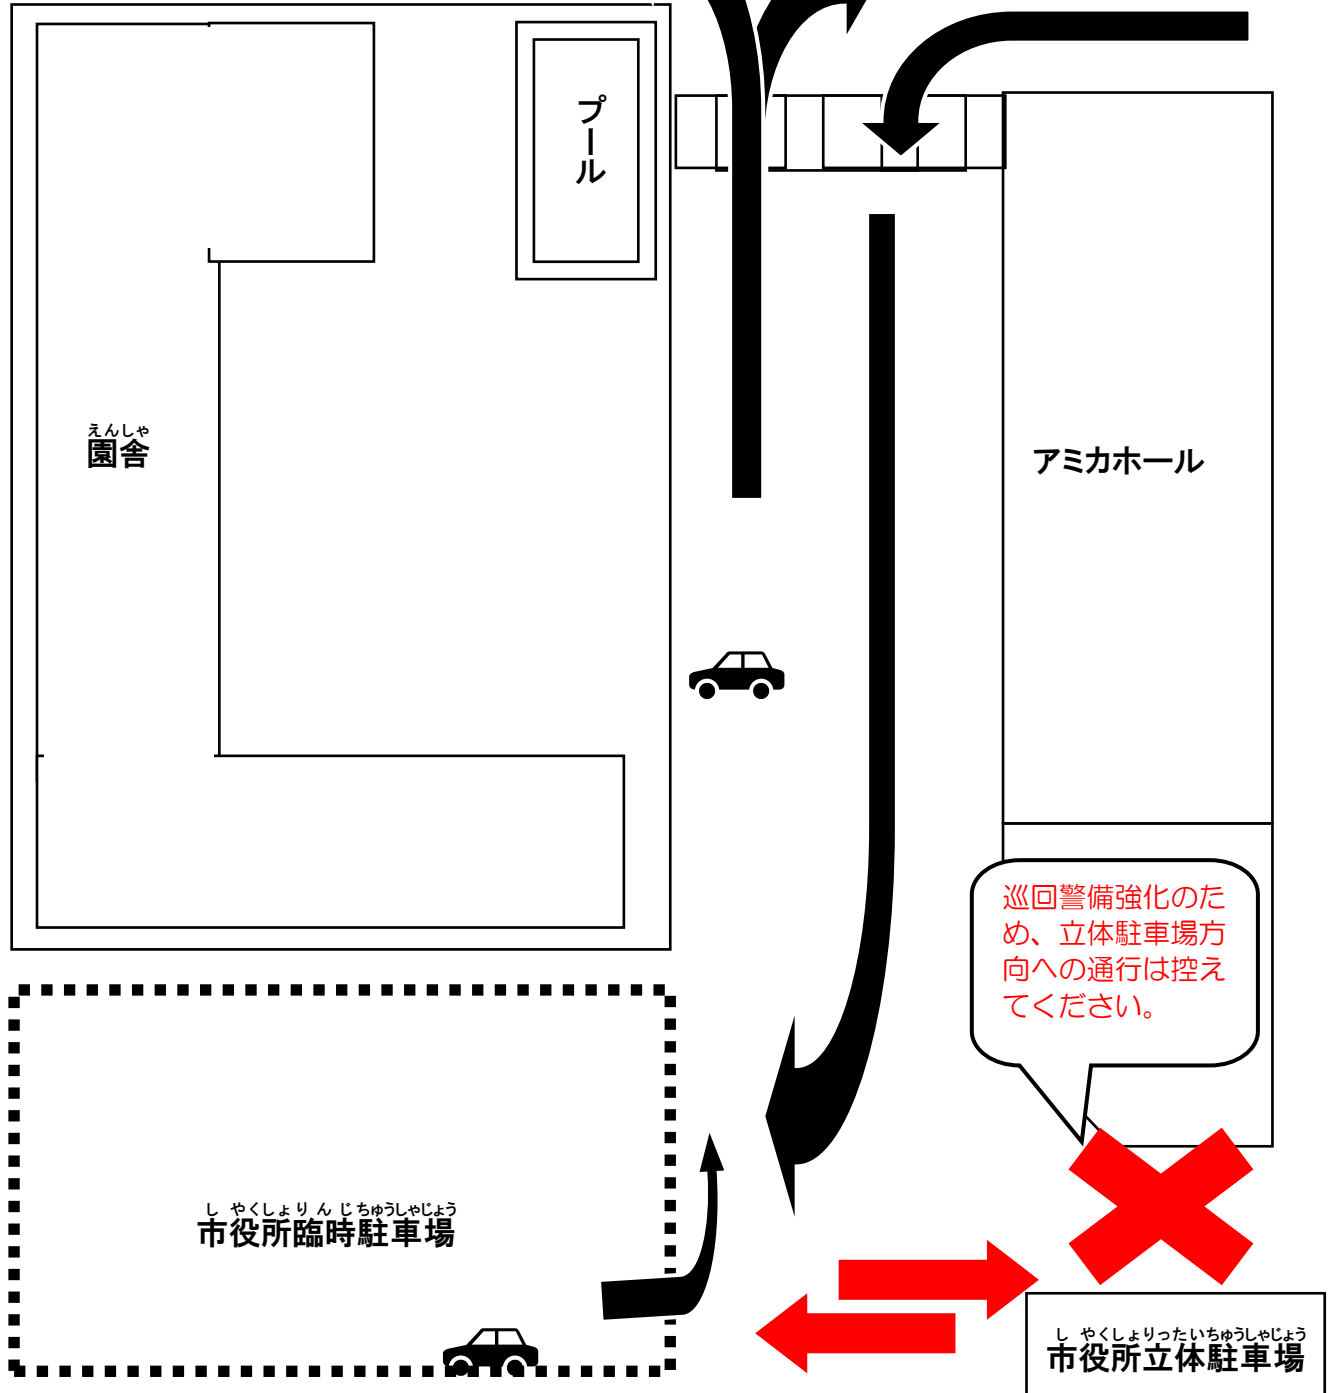 プール
えんしゃ
園舎
アミカホール
巡回警備強化のた
め、立体駐車場方
向への通行は控え
てください。
しやくしょりんじちゅうしゃじょう
市役所臨時駐車場
しやくしょりったいちゅうしゃじょう
市役所立体駐車場